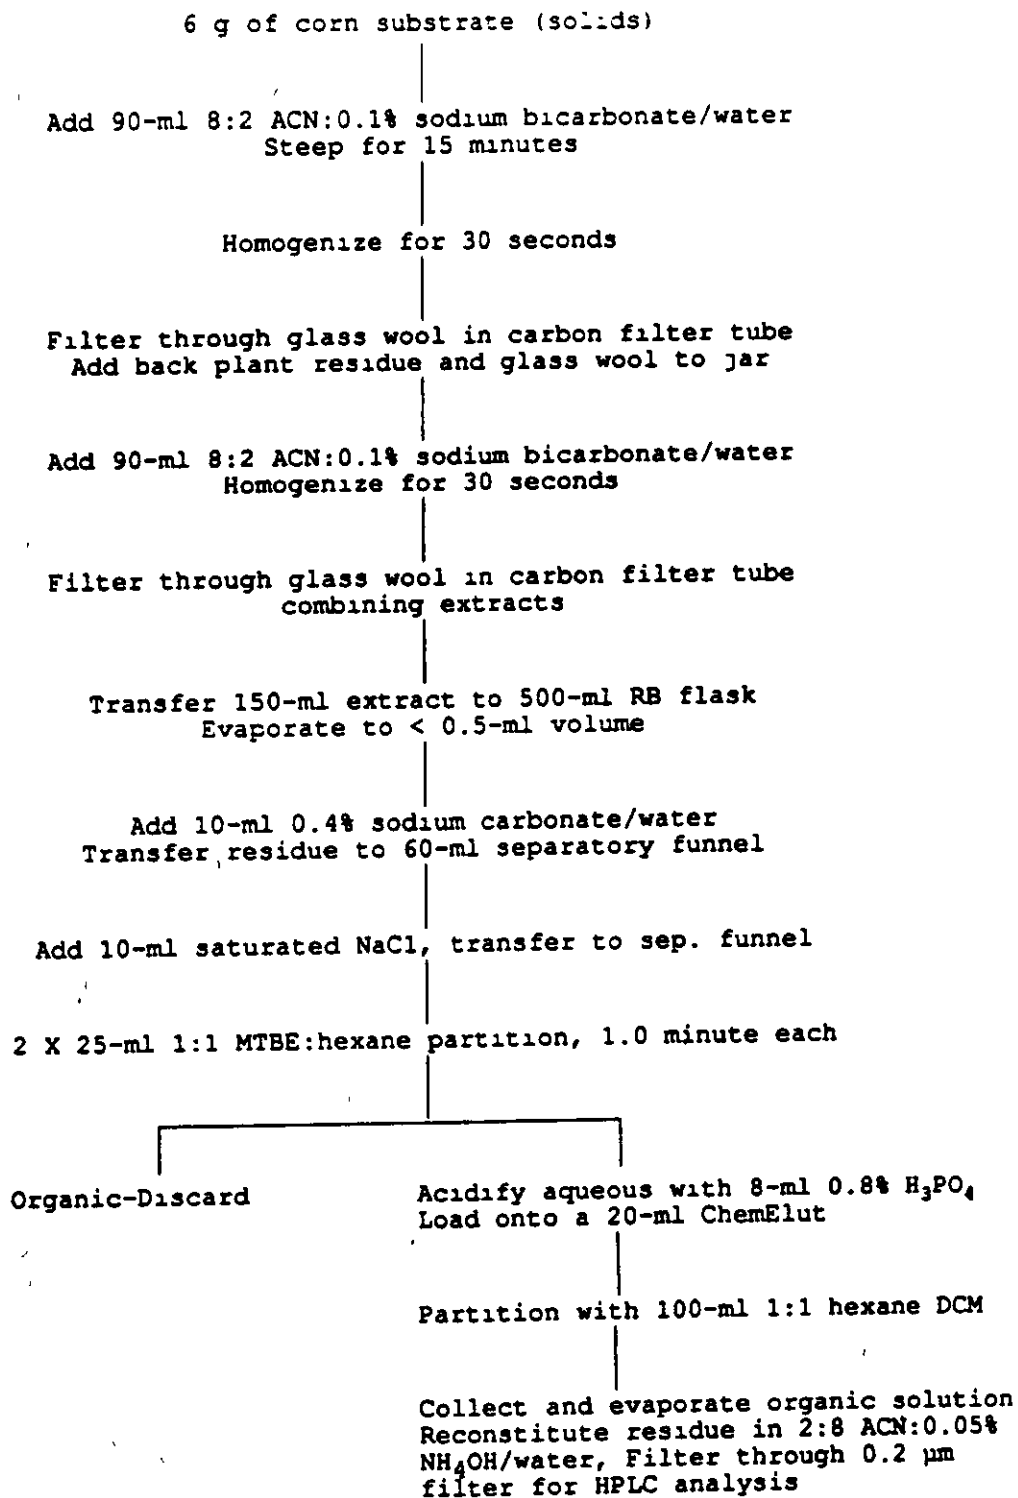 6 g of corn substrate (solids)
Add 90-ml 8:2 ACN:0.1% sodium bicarbonate/water
Steep for 15 minutes
Homogenize for 30 seconds
Filter through glass wool in carbon filter tube
Add back plant residue and glass wool to jar
Add 90-ml 8:2 ACN:0.1% sodium bicarbonate/water
Homogenize for 30 seconds
Filter through glass wool in carbon filter tube
combining extracts
Transfer 150-ml extract to 500-ml RB flask
Evaporate to < 0.5-ml volume
Add 10-ml 0.4% sodium carbonate/water
Transfer residue to 60-ml separatory funnel
Add 10-ml saturated NaCl, transfer to sep. funnel
2 X 25-ml 1:1 MTBE:hexane partition, 1.0 minute each
Organic-Discard
Acidify aqueous with 8-ml 0.8% H₃PO₄
Load onto a 20-ml ChemElut
Partition with 100-ml 1:1 hexane DCM
Collect and evaporate organic solution
Reconstitute residue in 2:8 ACN:0.05%
NH₄OH/water, Filter through 0.2 µm
filter for HPLC analysis